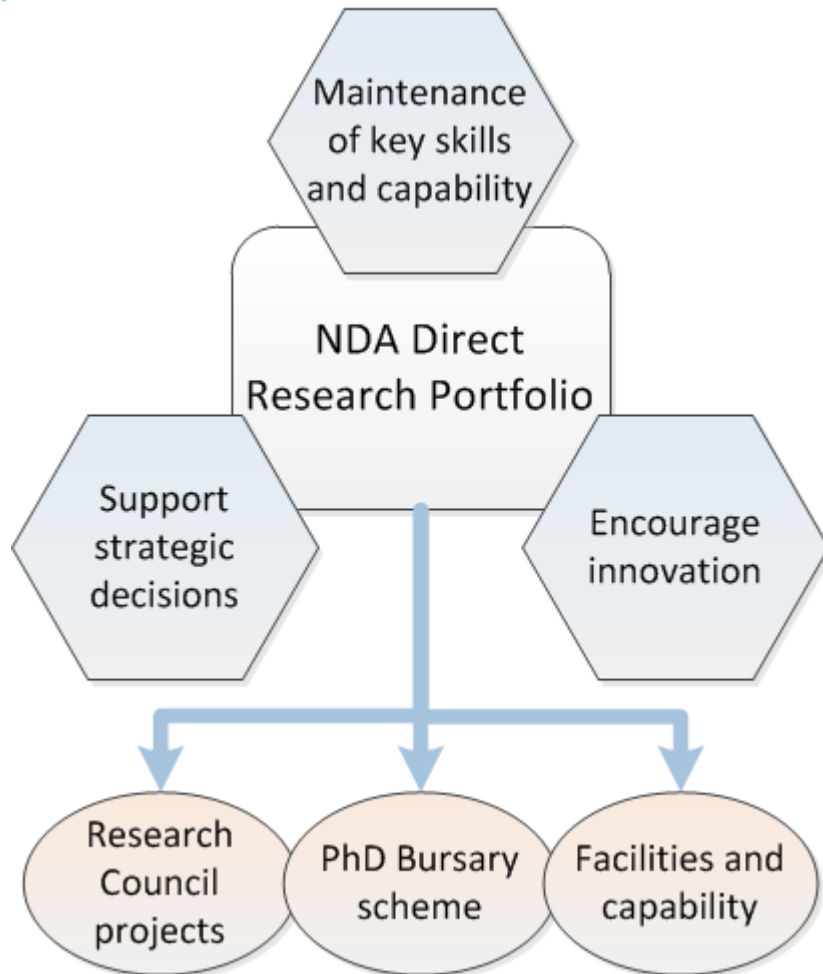 Maintenance
of key skills
and capability
NDA Direct
Research Portfolio
Support
strategic
decisions
Encourage
innovation
Research
Council
projects
PhD Bursary
scheme
Facilities and
capability